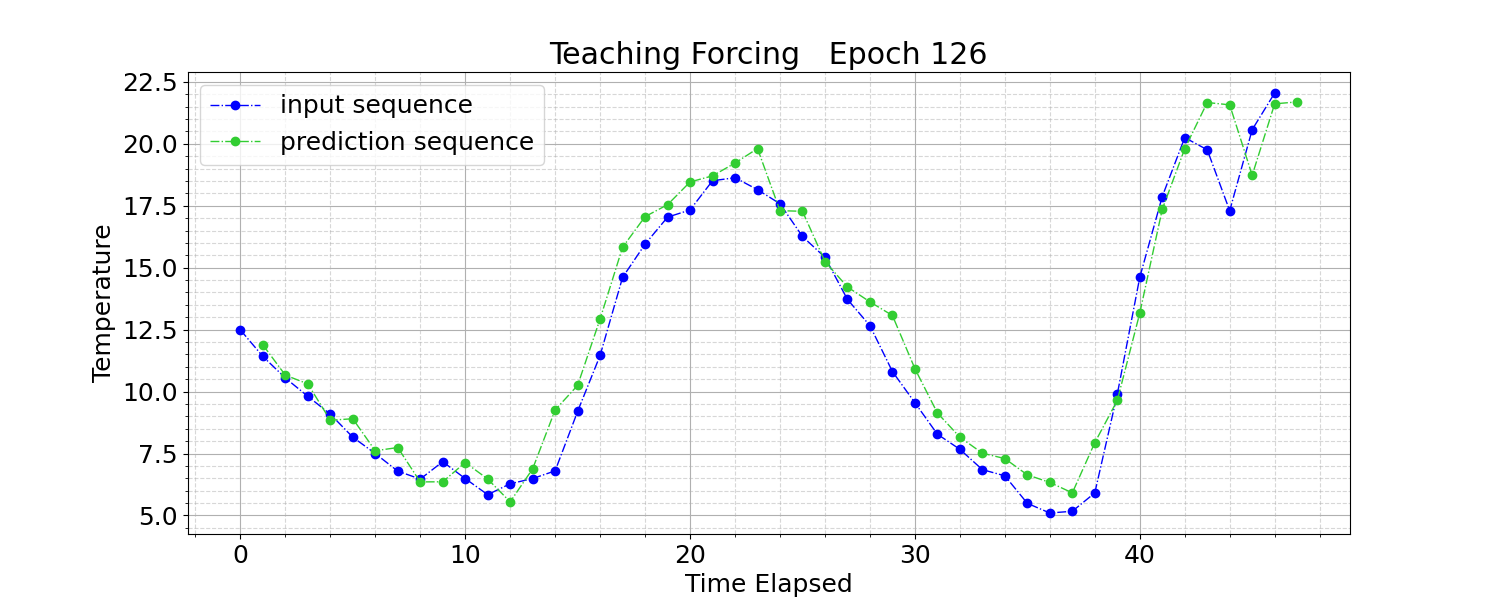 Teaching Forcing   Epoch 126
input sequence
prediction sequence
Temperature
22.5
20.0
17.5
15.0
12.5
10.0
7.5
5.0
0 10 20 30 40
Time Elapsed